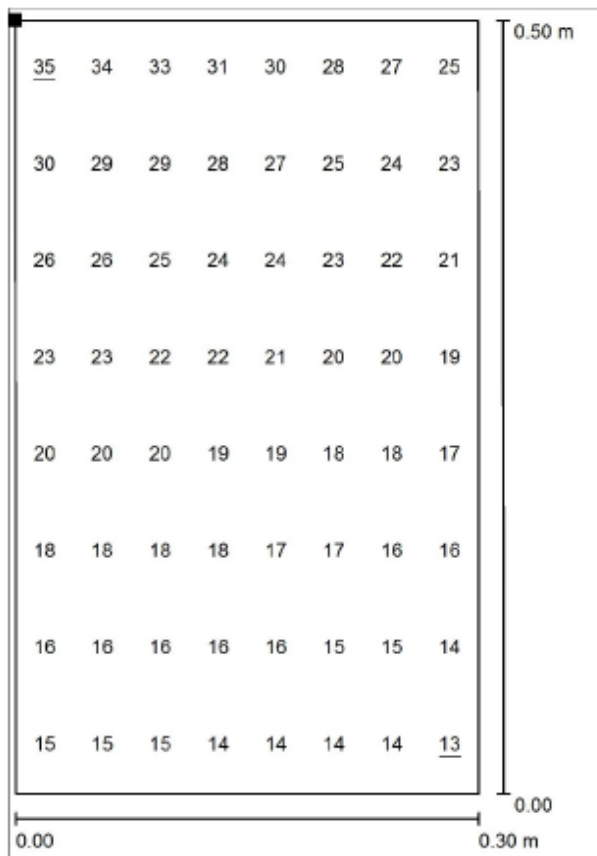 0.50 m
35 34 33 31 30 28 27 25
30 29 29 28 27 25 24 23
26 26 25 24 24 23 22 21
23 23 22 22 21 20 20 19
20 20 20 19 19 18 18 17
18 18 18 18 17 17 16 16
16 16 16 16 16 15 15 14
15 15 15 14 14 14 14 13
0.00
0.00 0.30 m